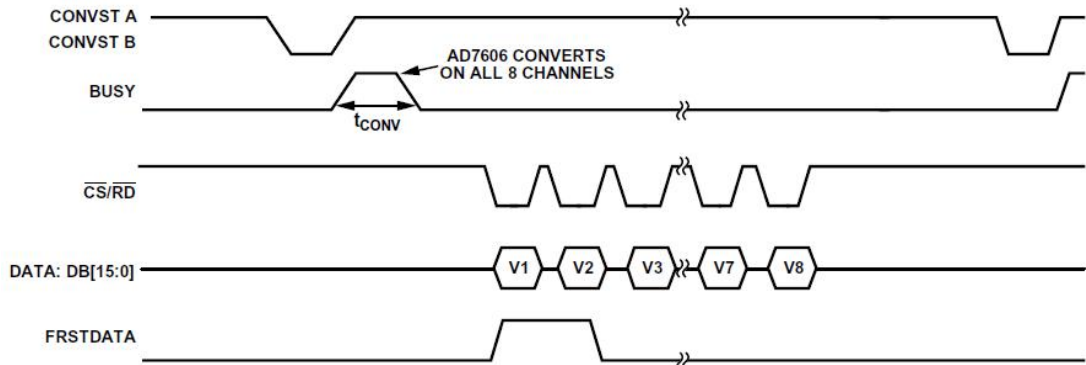 CONVST A
CONVST B
AD7606 CONVERTS
ON ALL 8 CHANNELS
BUSY
tCONV
CS/RD
DATA: DB[15:0]
V1 V2 V3 V7 V8
FRSTDATA